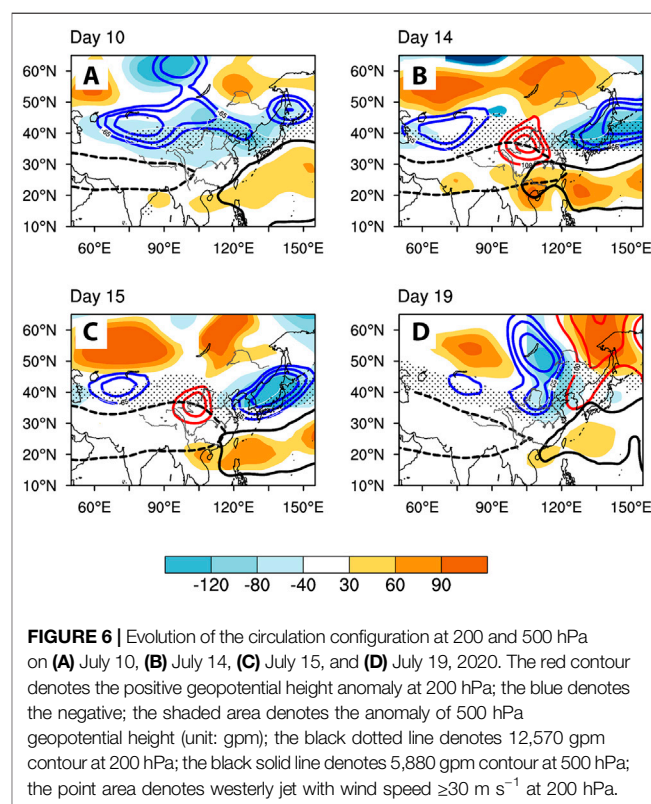 Day 10
Day 14
A
B
60°N
50°N
40°N
30°N
20°N
10°N
60°E 90°E 120°E 150°E
60°N
50°N
40°N
30°N
20°N
10°N
60°E 90°E 120°E 150°E
Day 15
Day 19
C
D
60°N
50°N
40°N
30°N
20°N
10°N
60°E 90°E 120°E 150°E
60°N
50°N
40°N
30°N
20°N
10°N
60°E 90°E 120°E 150°E
-120 -80 -40 30 60 90
FIGURE 6 | Evolution of the circulation configuration at 200 and 500 hPa
on (A) July 10, (B) July 14, (C) July 15, and (D) July 19, 2020. The red contour
denotes the positive geopotential height anomaly at 200 hPa; the blue denotes
the negative; the shaded area denotes the anomaly of 500 hPa
geopotential height (unit: gpm); the black dotted line denotes 12,570 gpm
contour at 200 hPa; the black solid line denotes 5,880 gpm contour at 500 hPa;
the point area denotes westerly jet with wind speed ≥30 m s⁻¹ at 200 hPa.